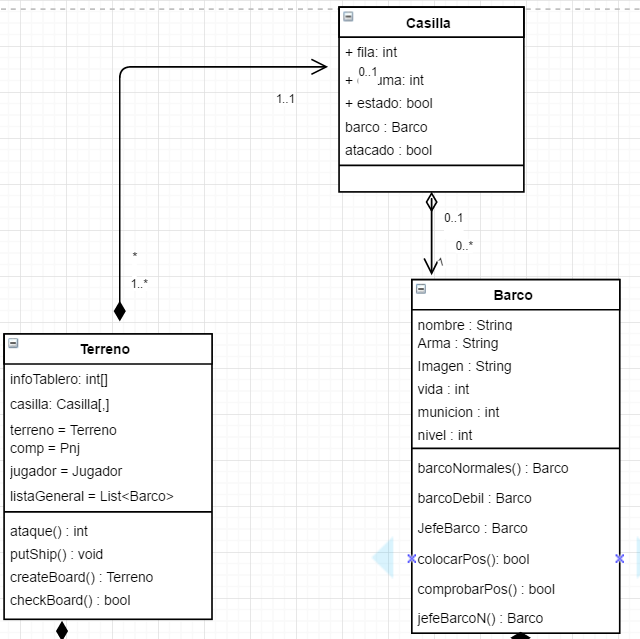 Casilla
+ fila: int
0..1
+ uma: int
+ estado: bool
barco : Barco
atacado : bool
1..1
0..1
0..*
*
1..*
Barco
nombre : String
Arma : String
Imagen : String
vida : int
municion : int
nivel : int
barcoNormales() : Barco
barcoDebil : Barco
JefeBarco : Barco
colocarPos(): bool
comprobarPos() : bool
jefeBarcoN() : Barco
Terreno
infoTablero: int[]
casilla: Casilla[,]
terreno = Terreno
comp = Pnj
jugador = Jugador
listaGeneral = List<Barco>
ataque() : int
putShip() : void
createBoard() : Terreno
checkBoard() : bool